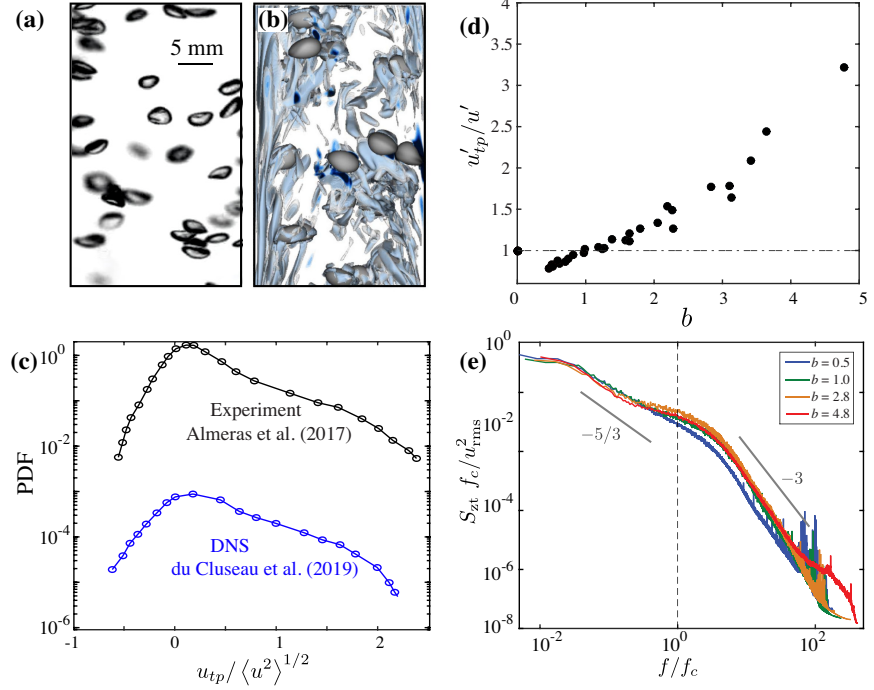 (a)
5 mm
(b)
(c)
PDF
10^0
10^-2
10^-4
10^-6
-1
0
1
2
Experiment
Almeras et al. (2017)
DNS
du Cluseau et al. (2019)
u_{tp} / ⟨u^2⟩^{1/2}
(d)
u'_{tp}/u'
4
3.5
3
2.5
2
1.5
1
0
1
2
3
4
5
b
(e)
S_{zt} f_c/u^2_{rms}
10^0
10^-2
10^-4
10^-6
10^-8
10^-2
10^0
10^2
f/f_c
−5/3
−3
b = 0.5
b = 1.0
b = 2.8
b = 4.8